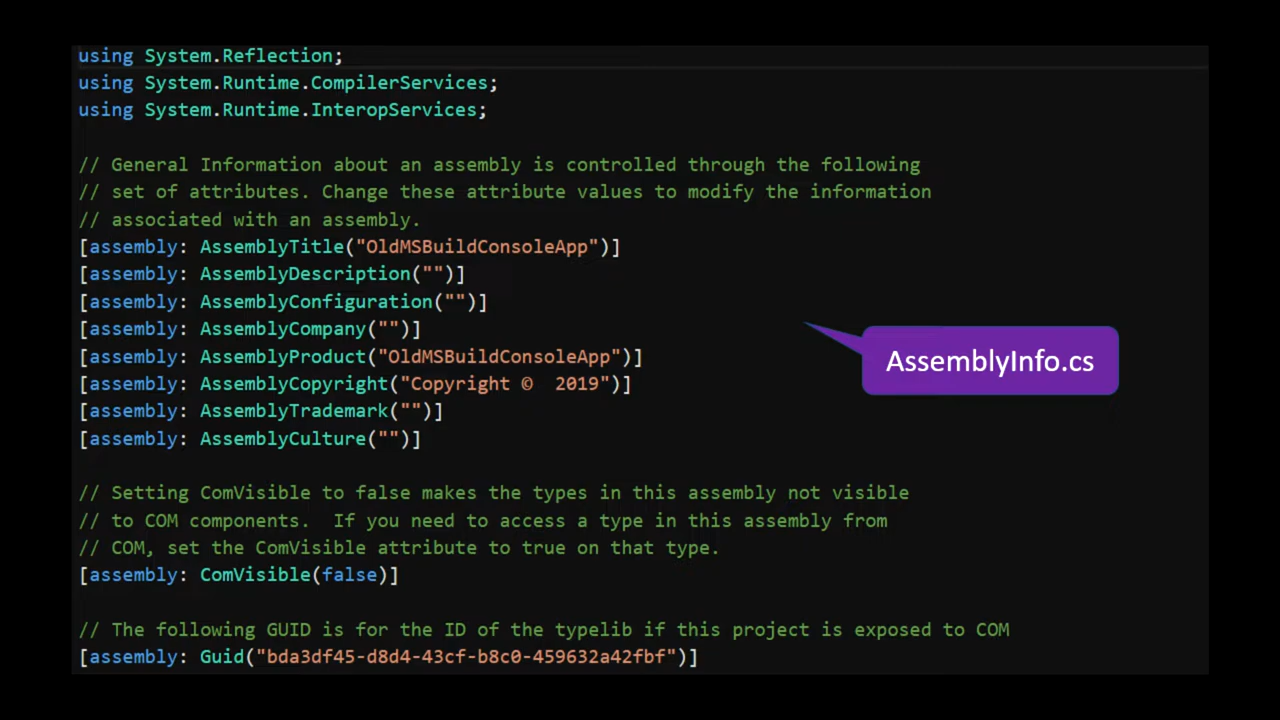 using System.Reflection;
using System.Runtime.CompilerServices;
using System.Runtime.InteropServices;
// General Information about an assembly is controlled through the following
// set of attributes. Change these attribute values to modify the information
// associated with an assembly.
[assembly: AssemblyTitle("OldMSBuildConsoleApp")]
[assembly: AssemblyDescription("")]
[assembly: AssemblyConfiguration("")]
[assembly: AssemblyCompany("")]
[assembly: AssemblyProduct("OldMSBuildConsoleApp")]
[assembly: AssemblyCopyright("Copyright ©  2019")]
[assembly: AssemblyTrademark("")]
[assembly: AssemblyCulture("")]
AssemblyInfo.cs
// Setting ComVisible to false makes the types in this assembly not visible
// to COM components.  If you need to access a type in this assembly from
// COM, set the ComVisible attribute to true on that type.
[assembly: ComVisible(false)]
// The following GUID is for the ID of the typelib if this project is exposed to COM
[assembly: Guid("bda3df45-d8d4-43cf-b8c0-459632a42fbf")]